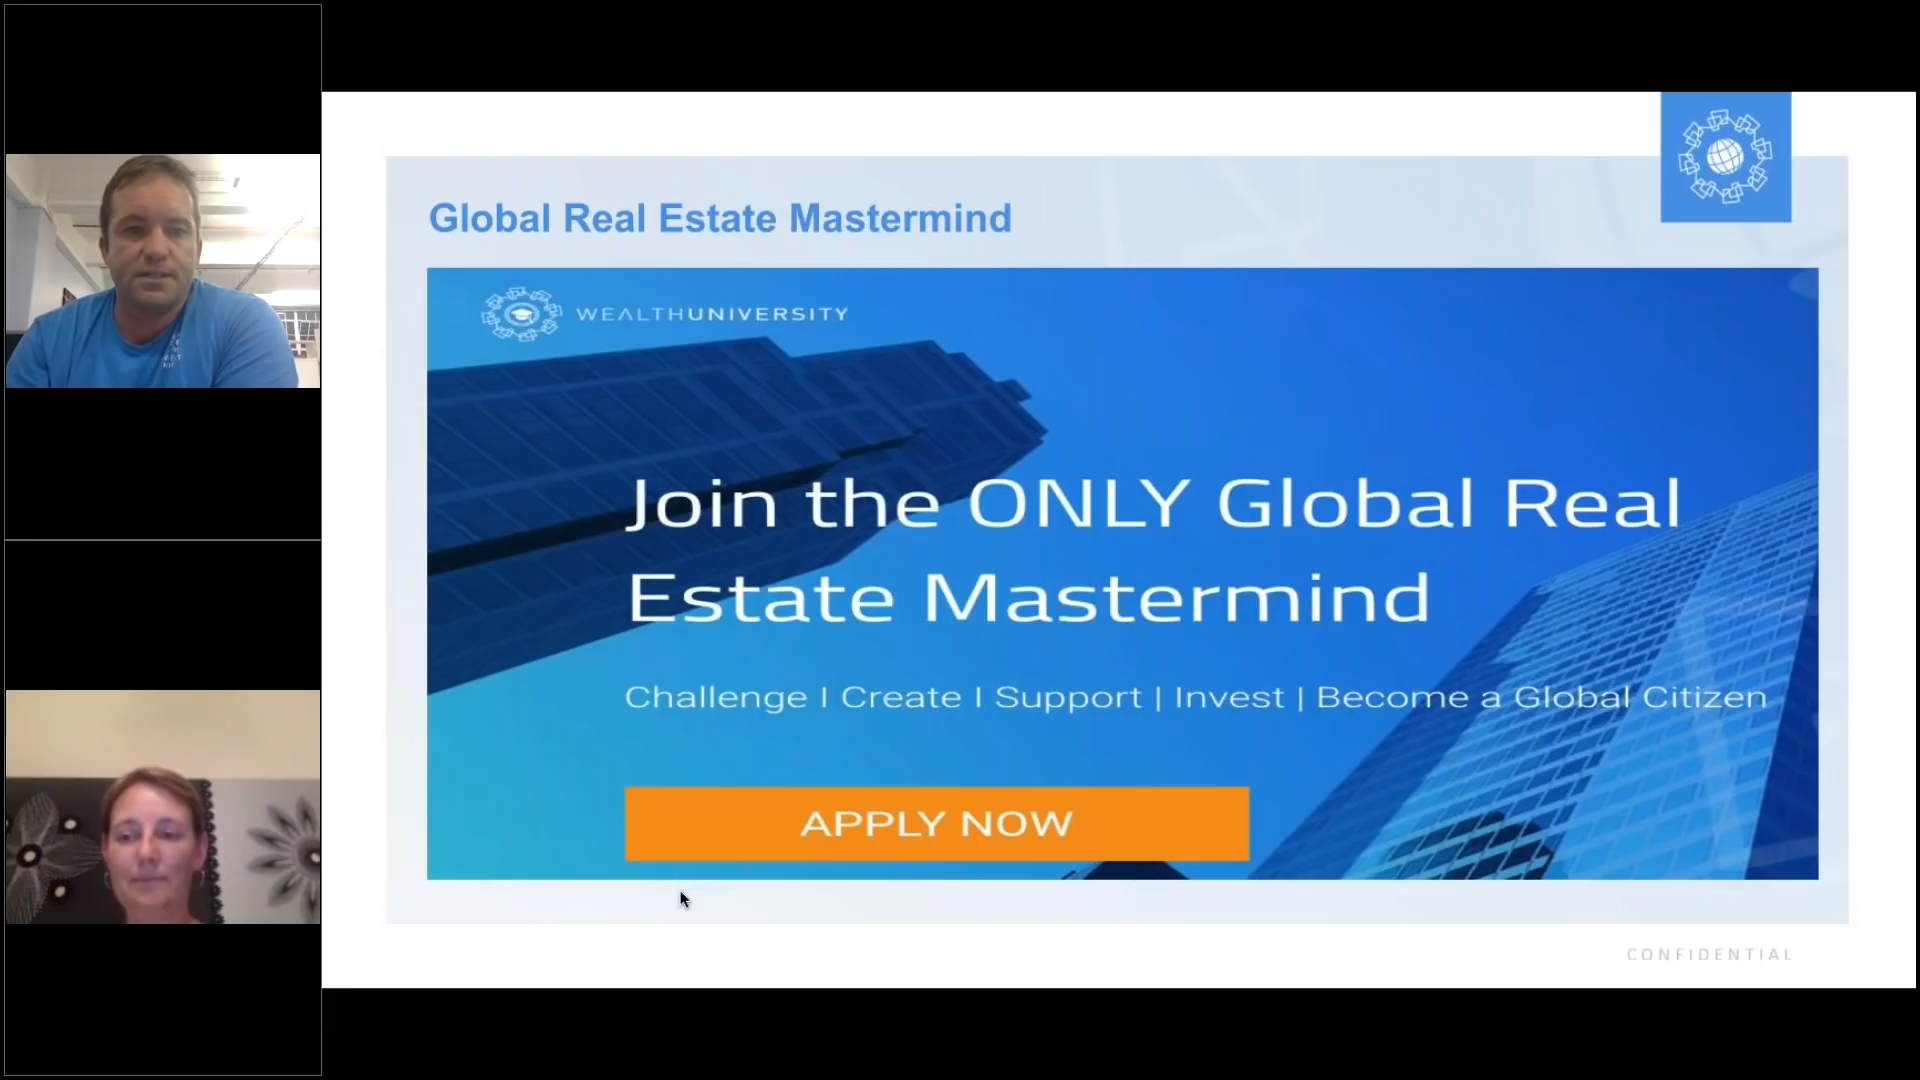 Global Real Estate Mastermind
WEALTHUNIVERSITY
Join the ONLY Global Real
Estate Mastermind
Challenge I Create I Support | Invest | Become a Global Citizen
APPLY NOW
CONFIDENTIAL